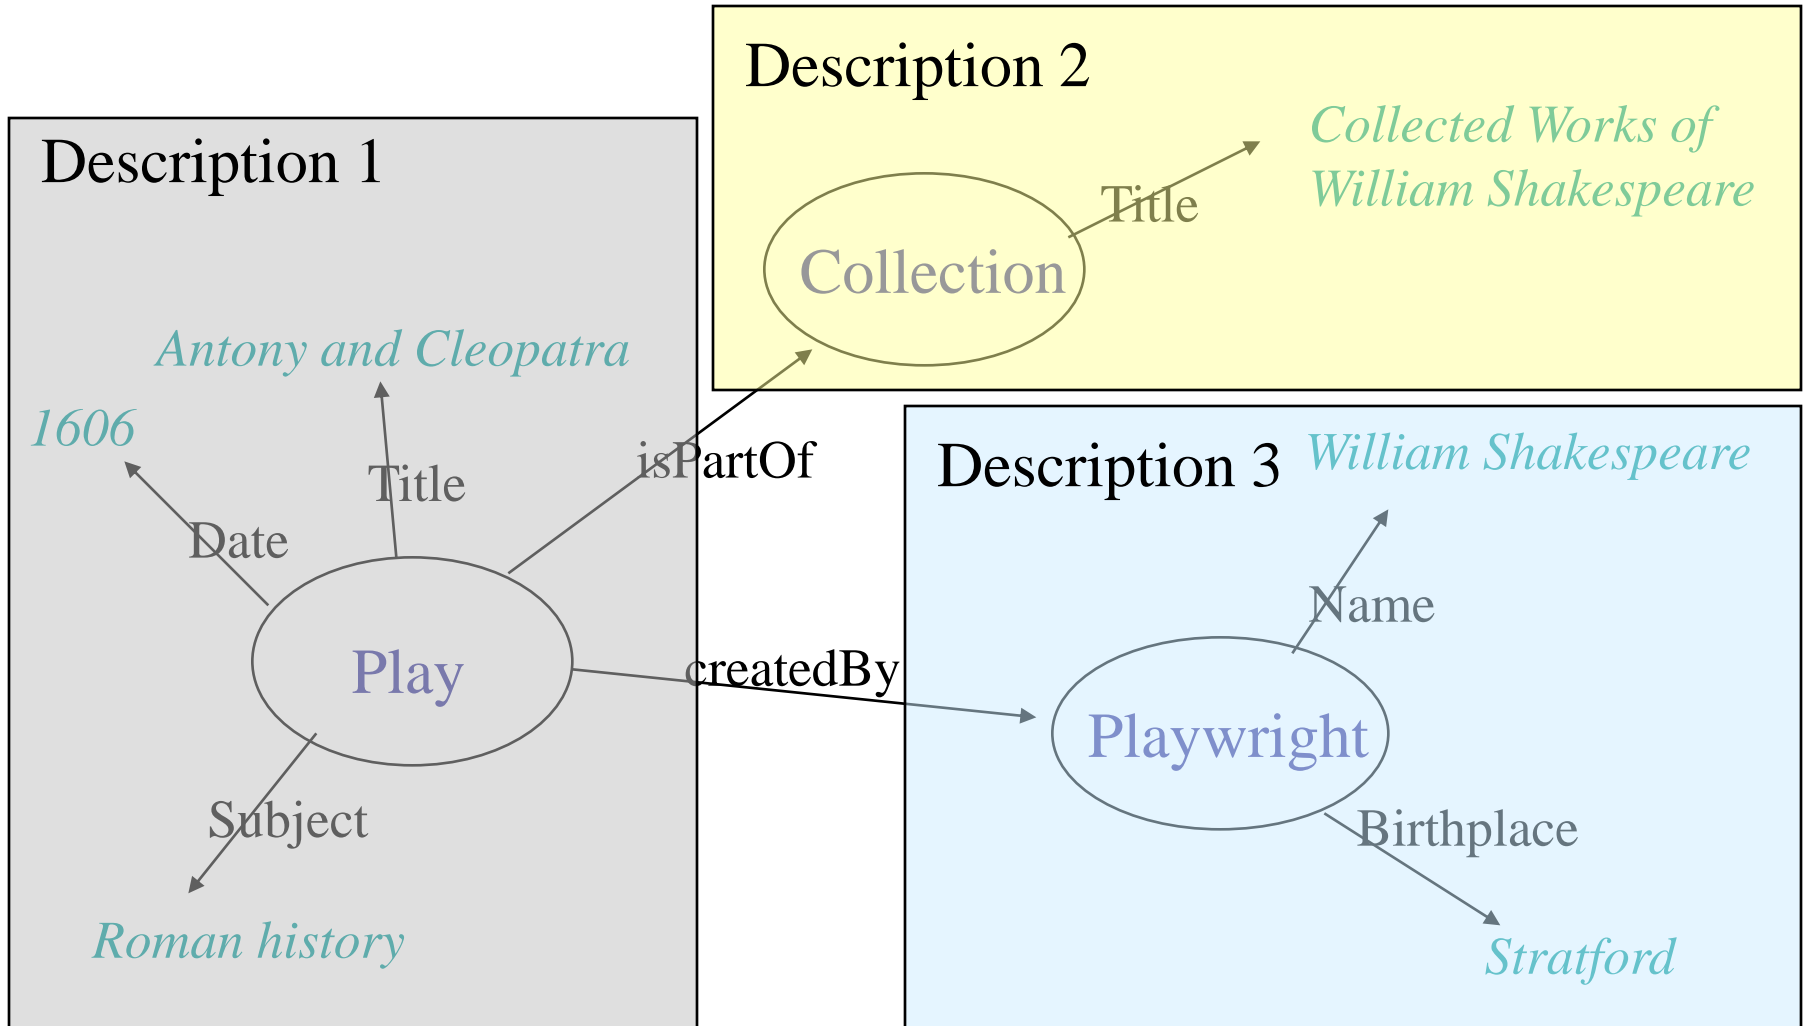 Description 1
Antony and Cleopatra
1606
Title
Date
Play
Subject
Roman history
isPartOf
createdBy
Description 2
Collected Works of
William Shakespeare
Title
Collection
Description 3
William Shakespeare
Name
Playwright
Birthplace
Stratford